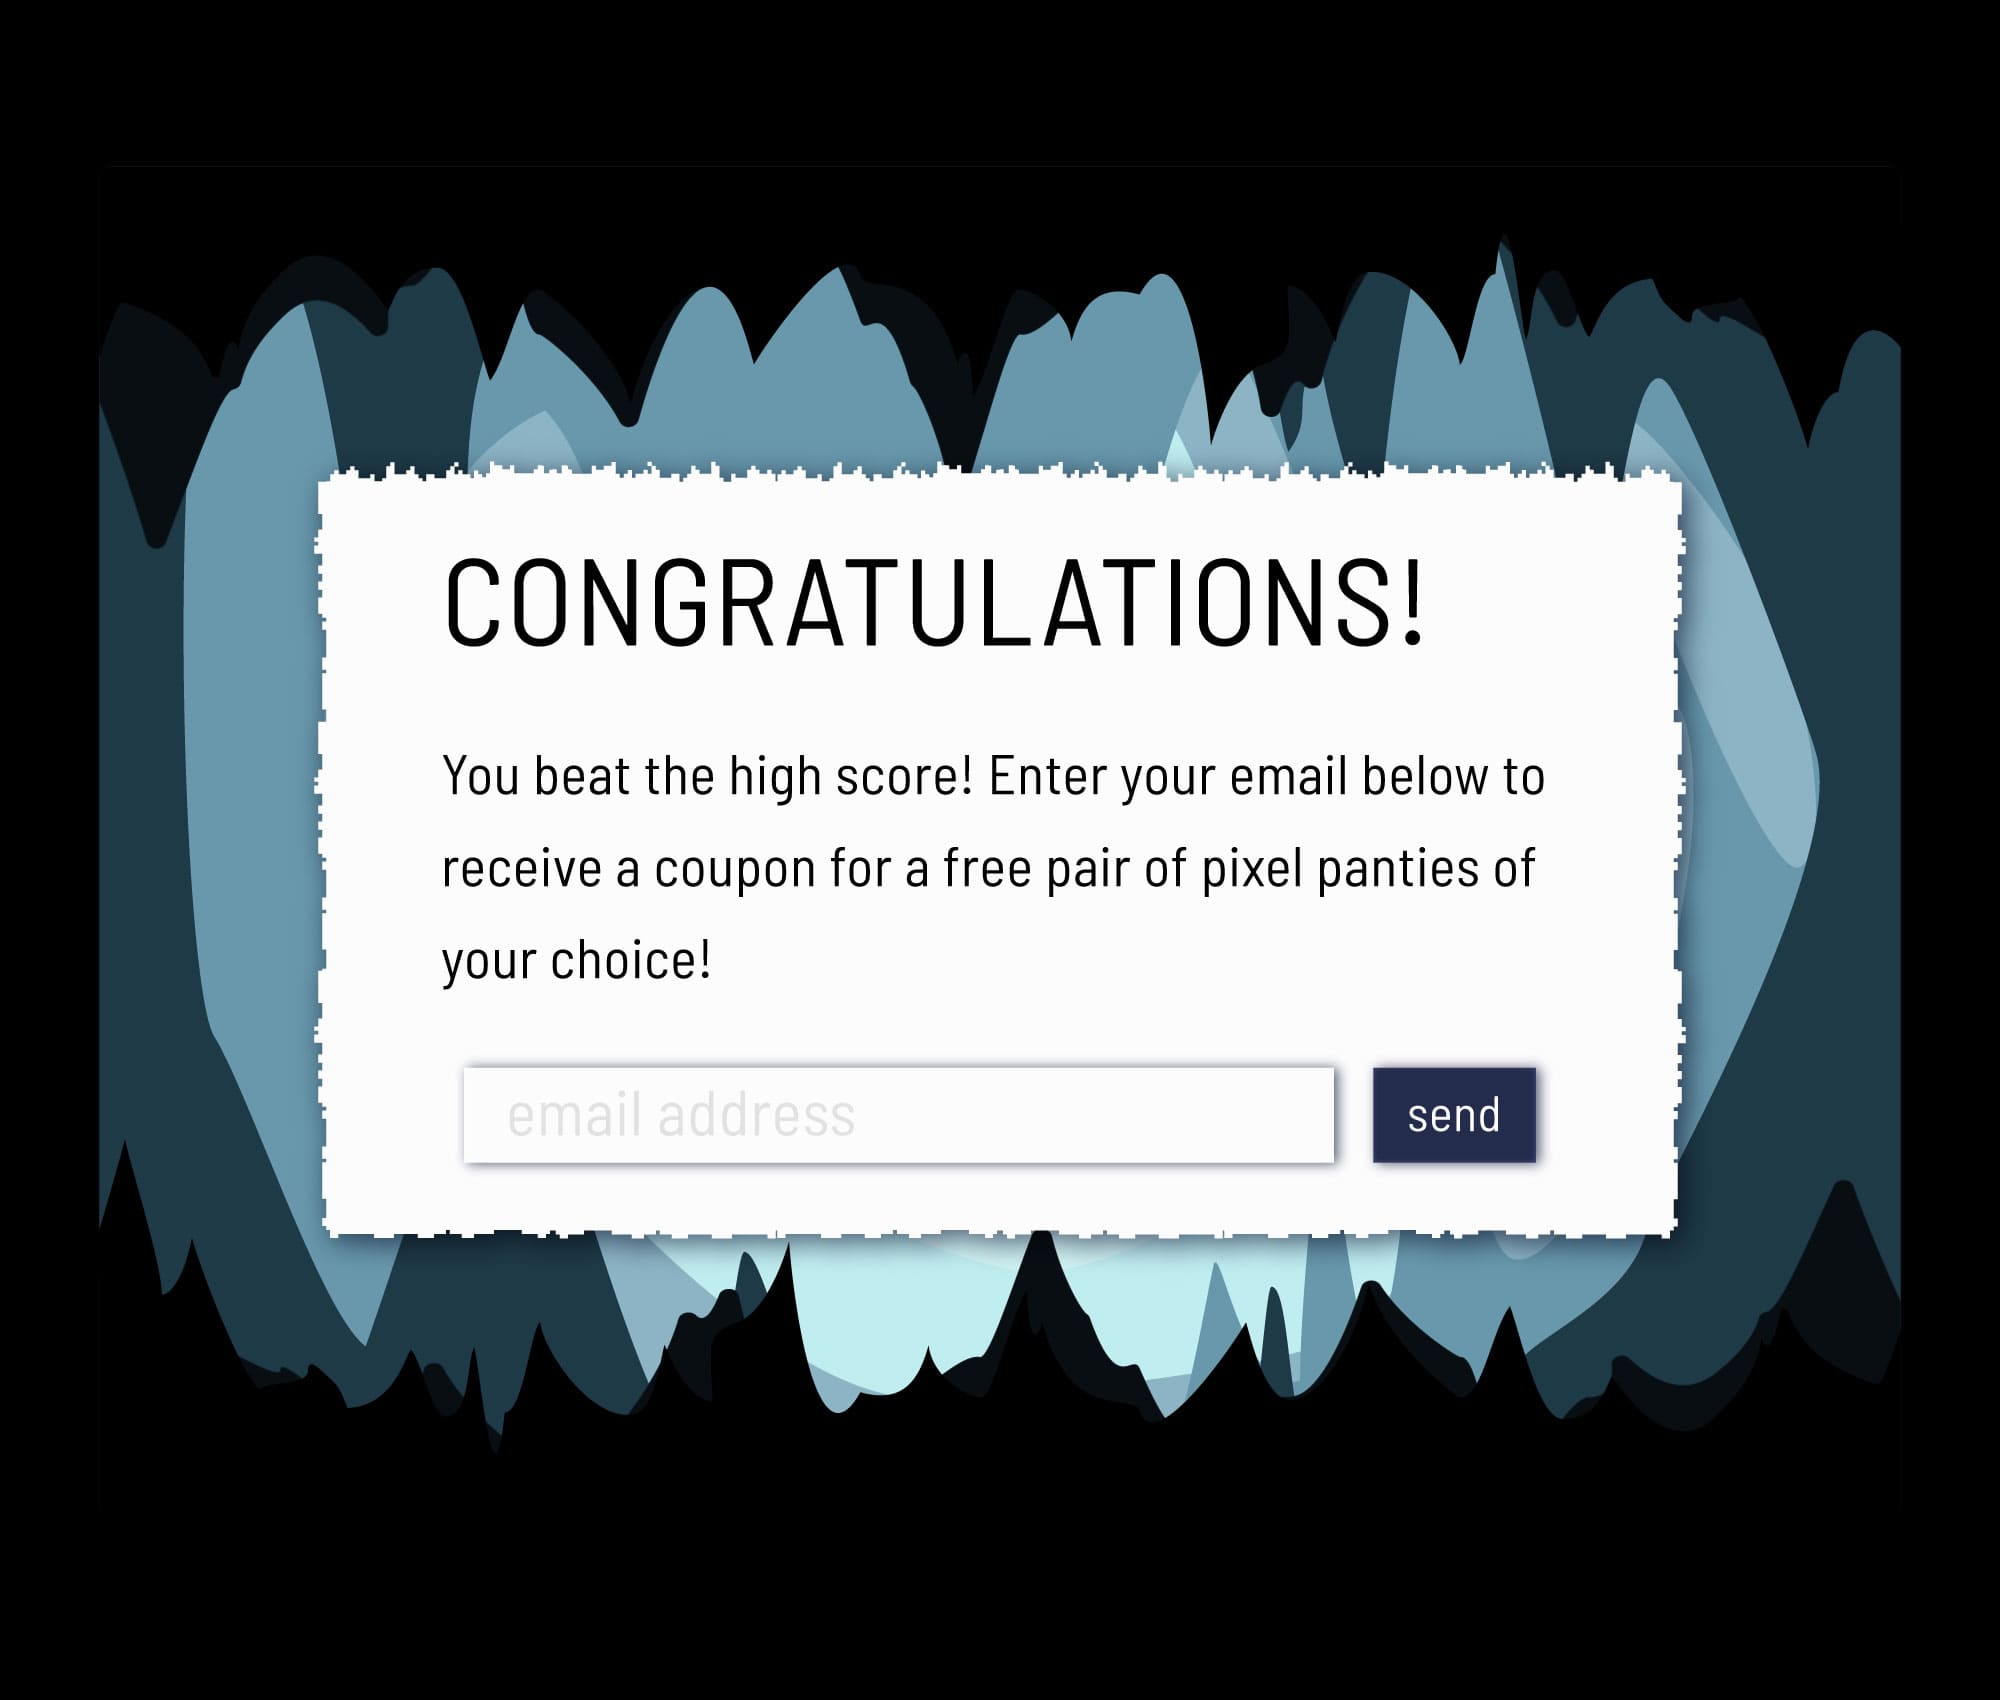 CONGRATULATIONS!
You beat the high score! Enter your email below to
receive a coupon for a free pair of pixel panties of
your choice!
email address
send